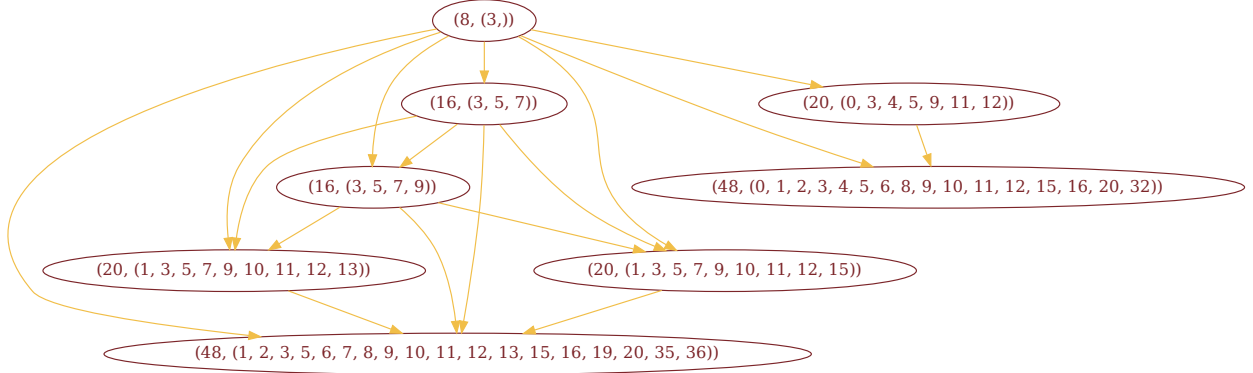 (8, (3,))
(16, (3, 5, 7))
(20, (0, 3, 4, 5, 9, 11, 12))
(16, (3, 5, 7, 9))
(48, (0, 1, 2, 3, 4, 5, 6, 8, 9, 10, 11, 12, 15, 16, 20, 32))
(20, (1, 3, 5, 7, 9, 10, 11, 12, 13))
(20, (1, 3, 5, 7, 9, 10, 11, 12, 15))
(48, (1, 2, 3, 5, 6, 7, 8, 9, 10, 11, 12, 13, 15, 16, 19, 20, 35, 36))